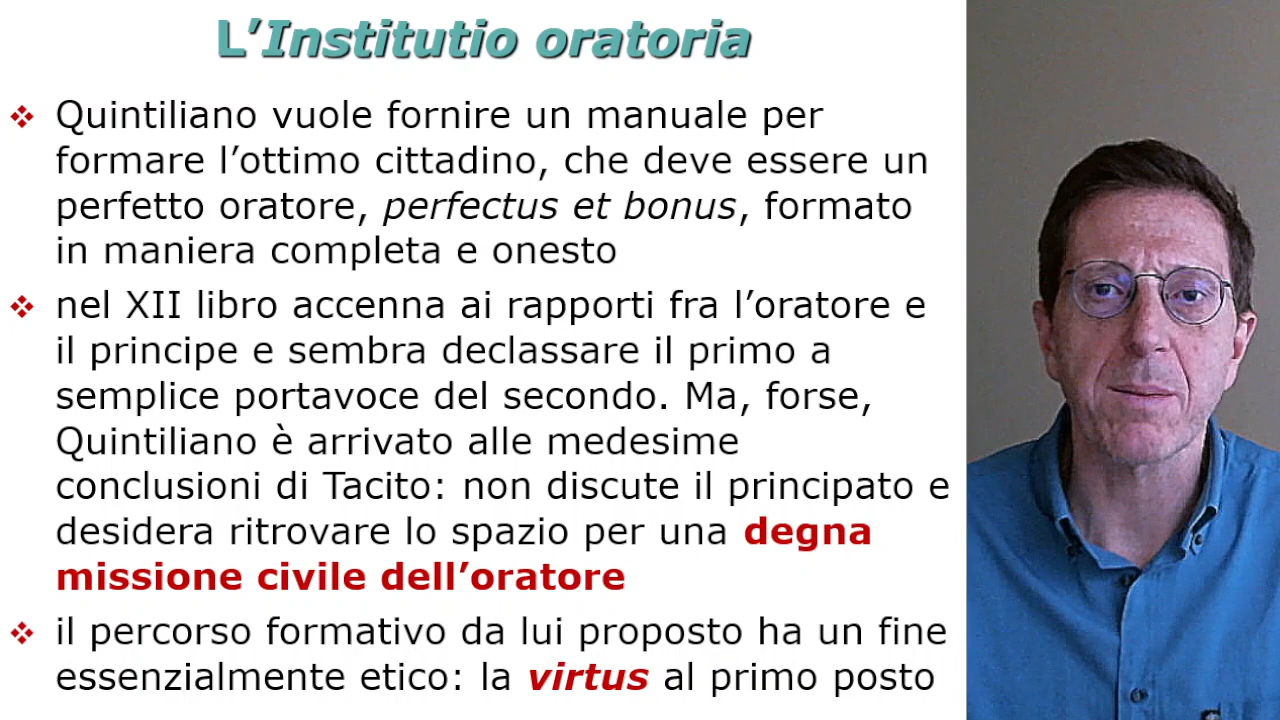 L’Institutio oratoria
Quintiliano vuole fornire un manuale per
formare l’ottimo cittadino, che deve essere un
perfetto oratore, perfectus et bonus, formato
in maniera completa e onesto
nel XII libro accenna ai rapporti fra l’oratore e
il principe e sembra declassare il primo a
semplice portavoce del secondo. Ma, forse,
Quintiliano è arrivato alle medesime
conclusioni di Tacito: non discute il principato e
desidera ritrovare lo spazio per una degna
missione civile dell’oratore
il percorso formativo da lui proposto ha un fine
essenzialmente etico: la virtus al primo posto